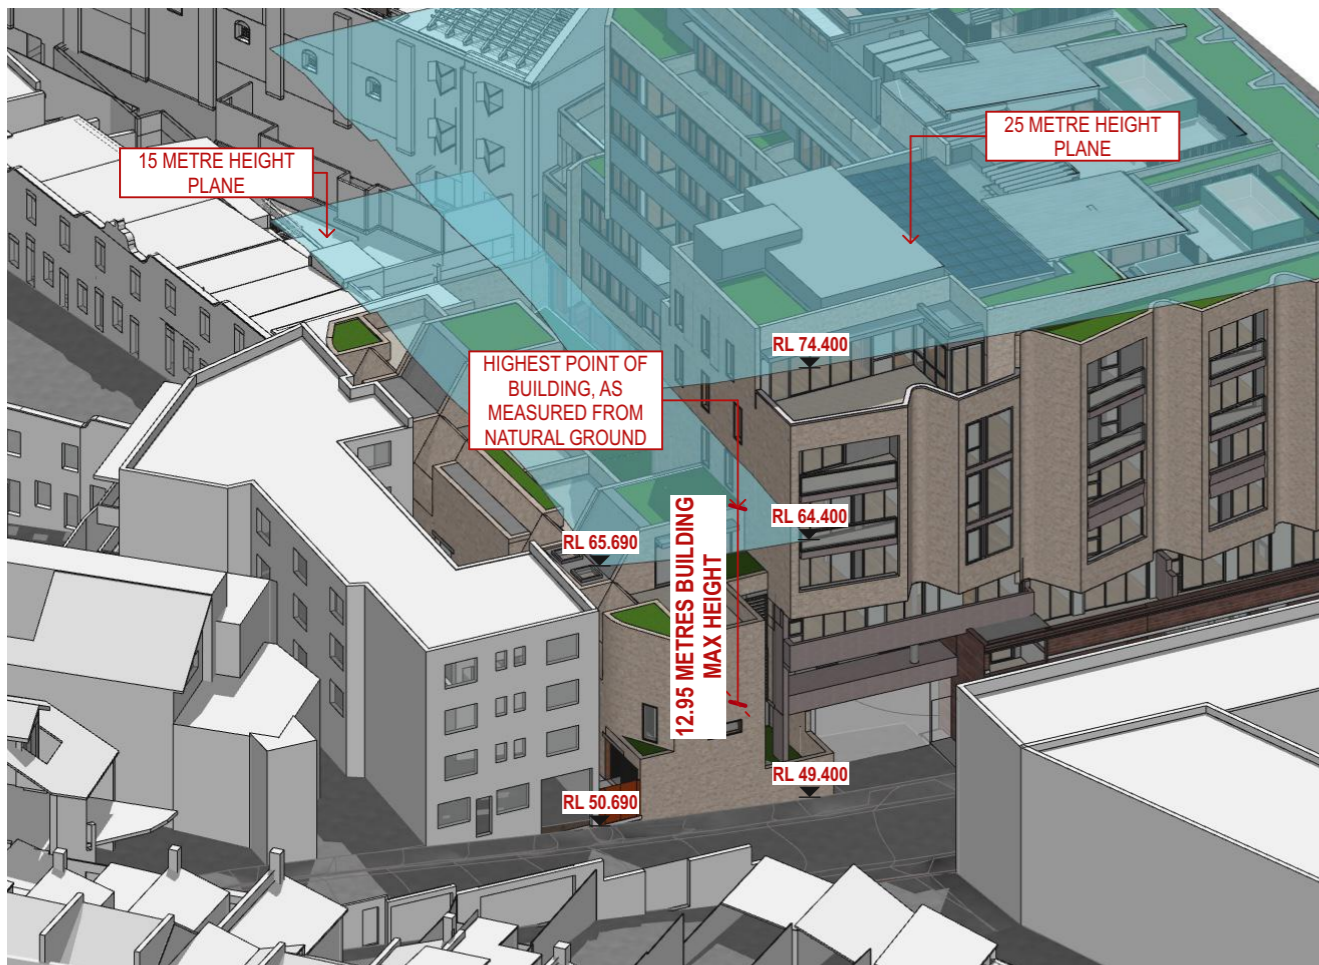 25 METRE HEIGHT
PLANE
15 METRE HEIGHT
PLANE
RL 74.400
HIGHEST POINT OF
BUILDING, AS
MEASURED FROM
NATURAL GROUND
12.95 METRES BUILDING
MAX HEIGHT
RL 64.400
RL 65.690
RL 49.400
RL 50.690